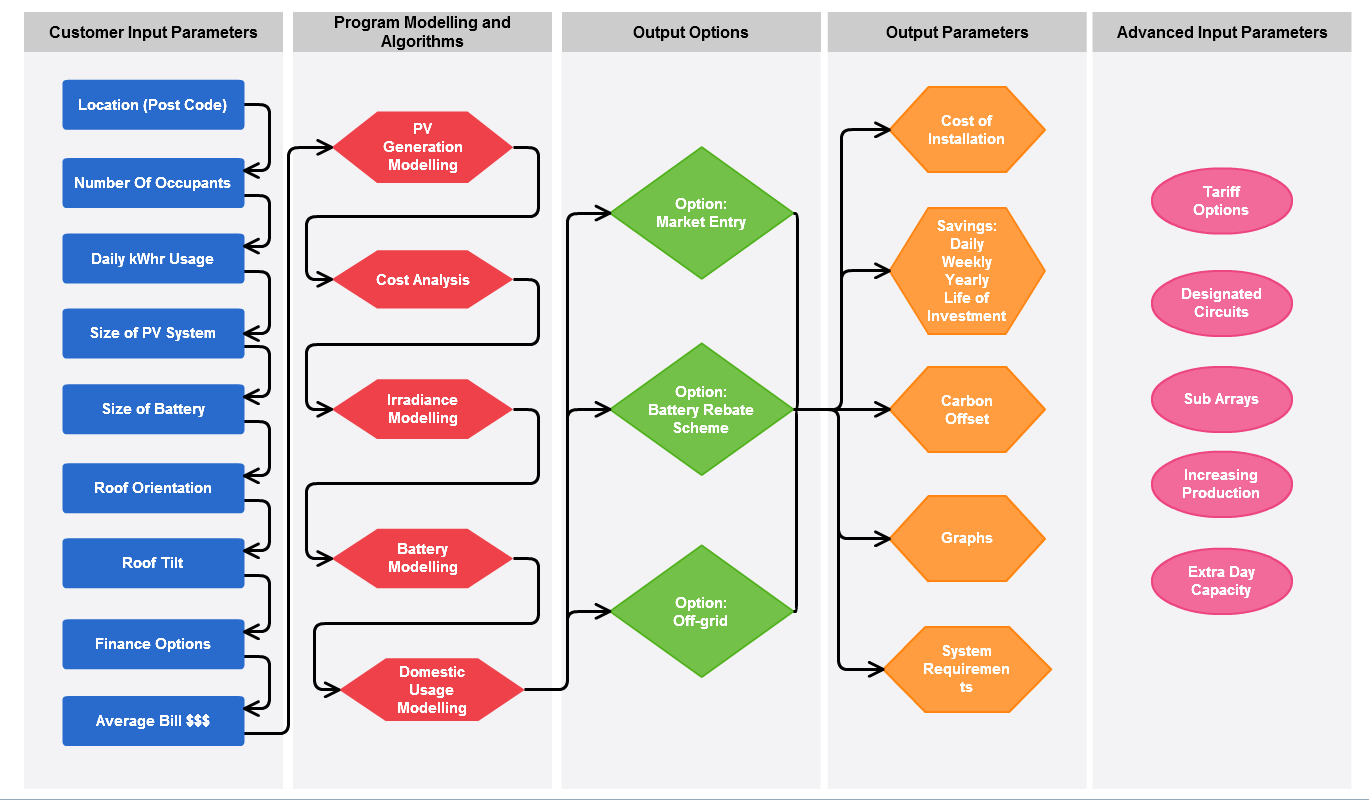 Customer Input Parameters
Program Modelling and
Algorithms
Output Options
Output Parameters
Advanced Input Parameters
Location (Post Code)
Number Of Occupants
Daily kWhr Usage
Size of PV System
Size of Battery
Roof Orientation
Roof Tilt
Finance Options
Average Bill $$$
PV
Generation
Modelling
Cost Analysis
Irradiance
Modelling
Battery
Modelling
Domestic
Usage
Modelling
Option:
Market Entry
Option:
Battery Rebate
Scheme
Option:
Off-grid
Cost of
Installation
Savings:
Daily
Weekly
Yearly
Life of
Investment
Carbon
Offset
Graphs
System
Requiremen
ts
Tariff
Options
Designated
Circuits
Sub Arrays
Increasing
Production
Extra Day
Capacity